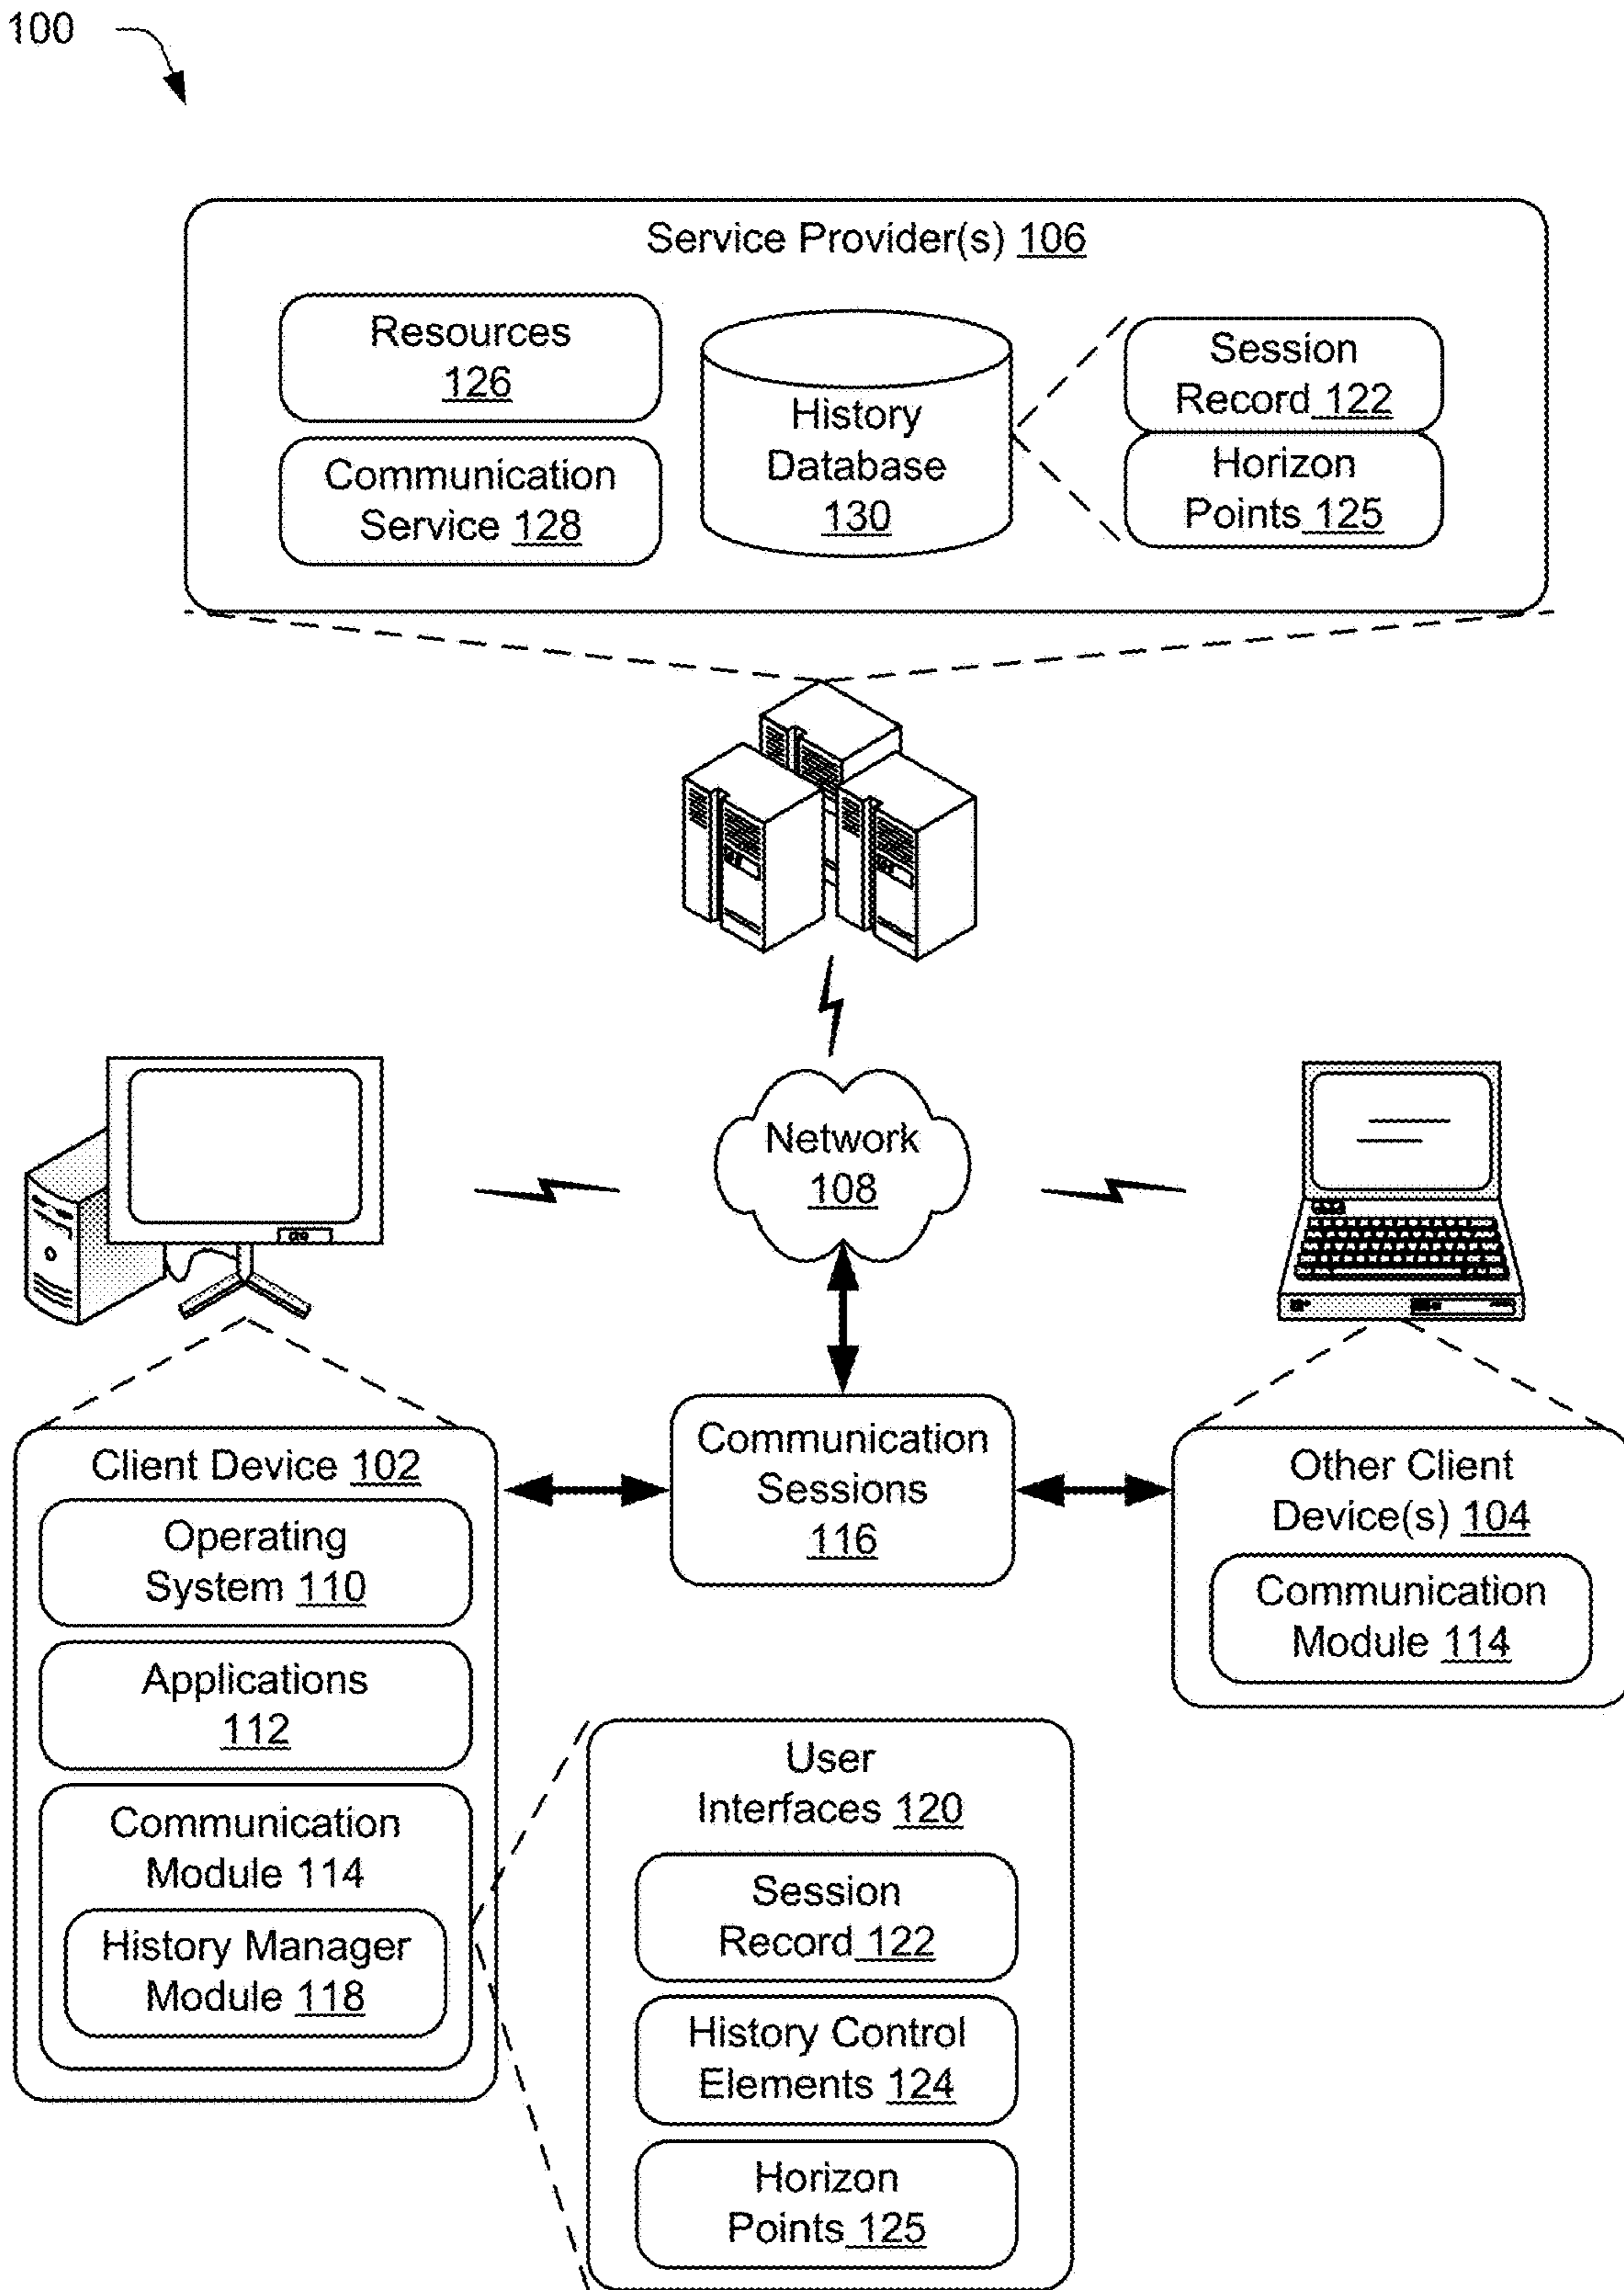 100
Service Provider(s) 106
Resources
126
Communication
Service 128
History
Database
130
Session
Record 122
Horizon
Points 125
Network
108
Communication
Sessions
116
Client Device 102
Operating
System 110
Applications
112
Communication
Module 114
History Manager
Module 118
Other Client
Device(s) 104
Communication
Module 114
User
Interfaces 120
Session
Record 122
History Control
Elements 124
Horizon
Points 125